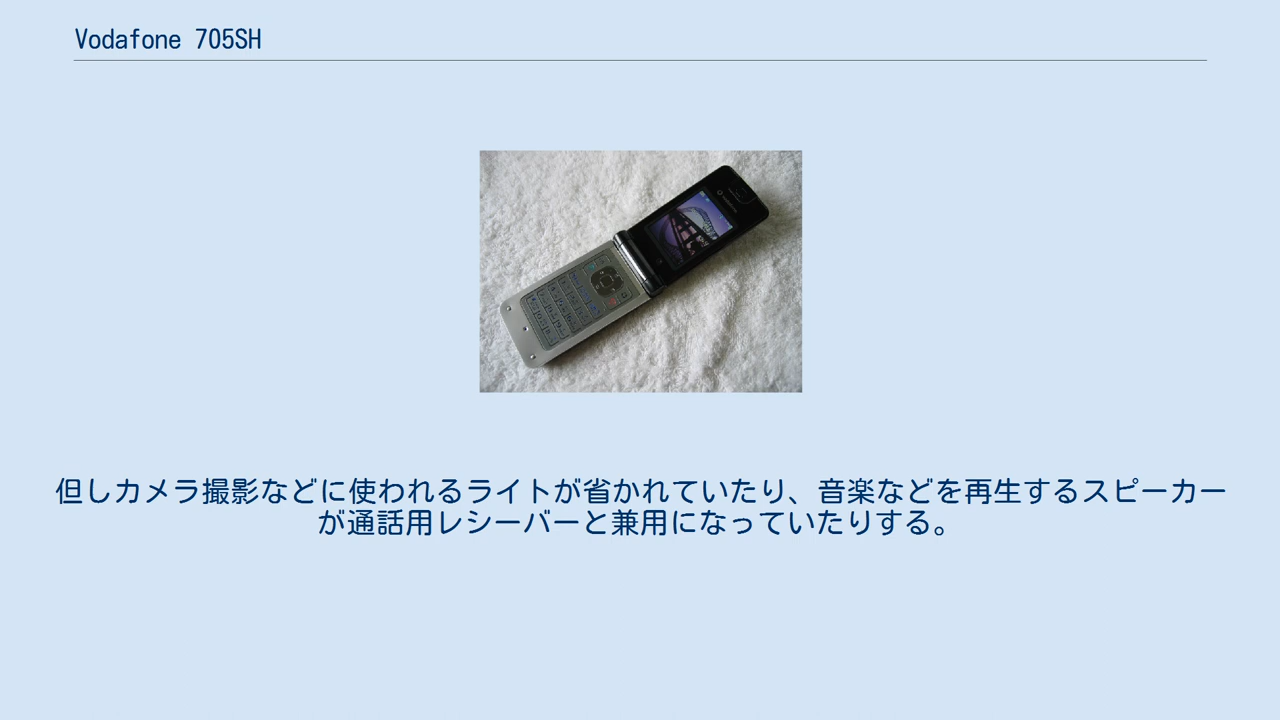 Vodafone 705SH
但しカメラ撮影などに使われるライトが省かれていたり、音楽などを再生するスピーカー
が通話用レシーバーと兼用になっていたりする。